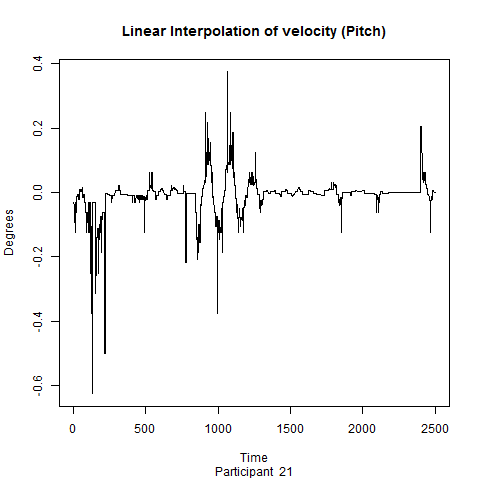 Linear Interpolation of velocity (Pitch)
Degrees
0.4
0.2
0.0
-0.2
-0.4
-0.6
0 500 1000 1500 2000 2500
Time
Participant 21